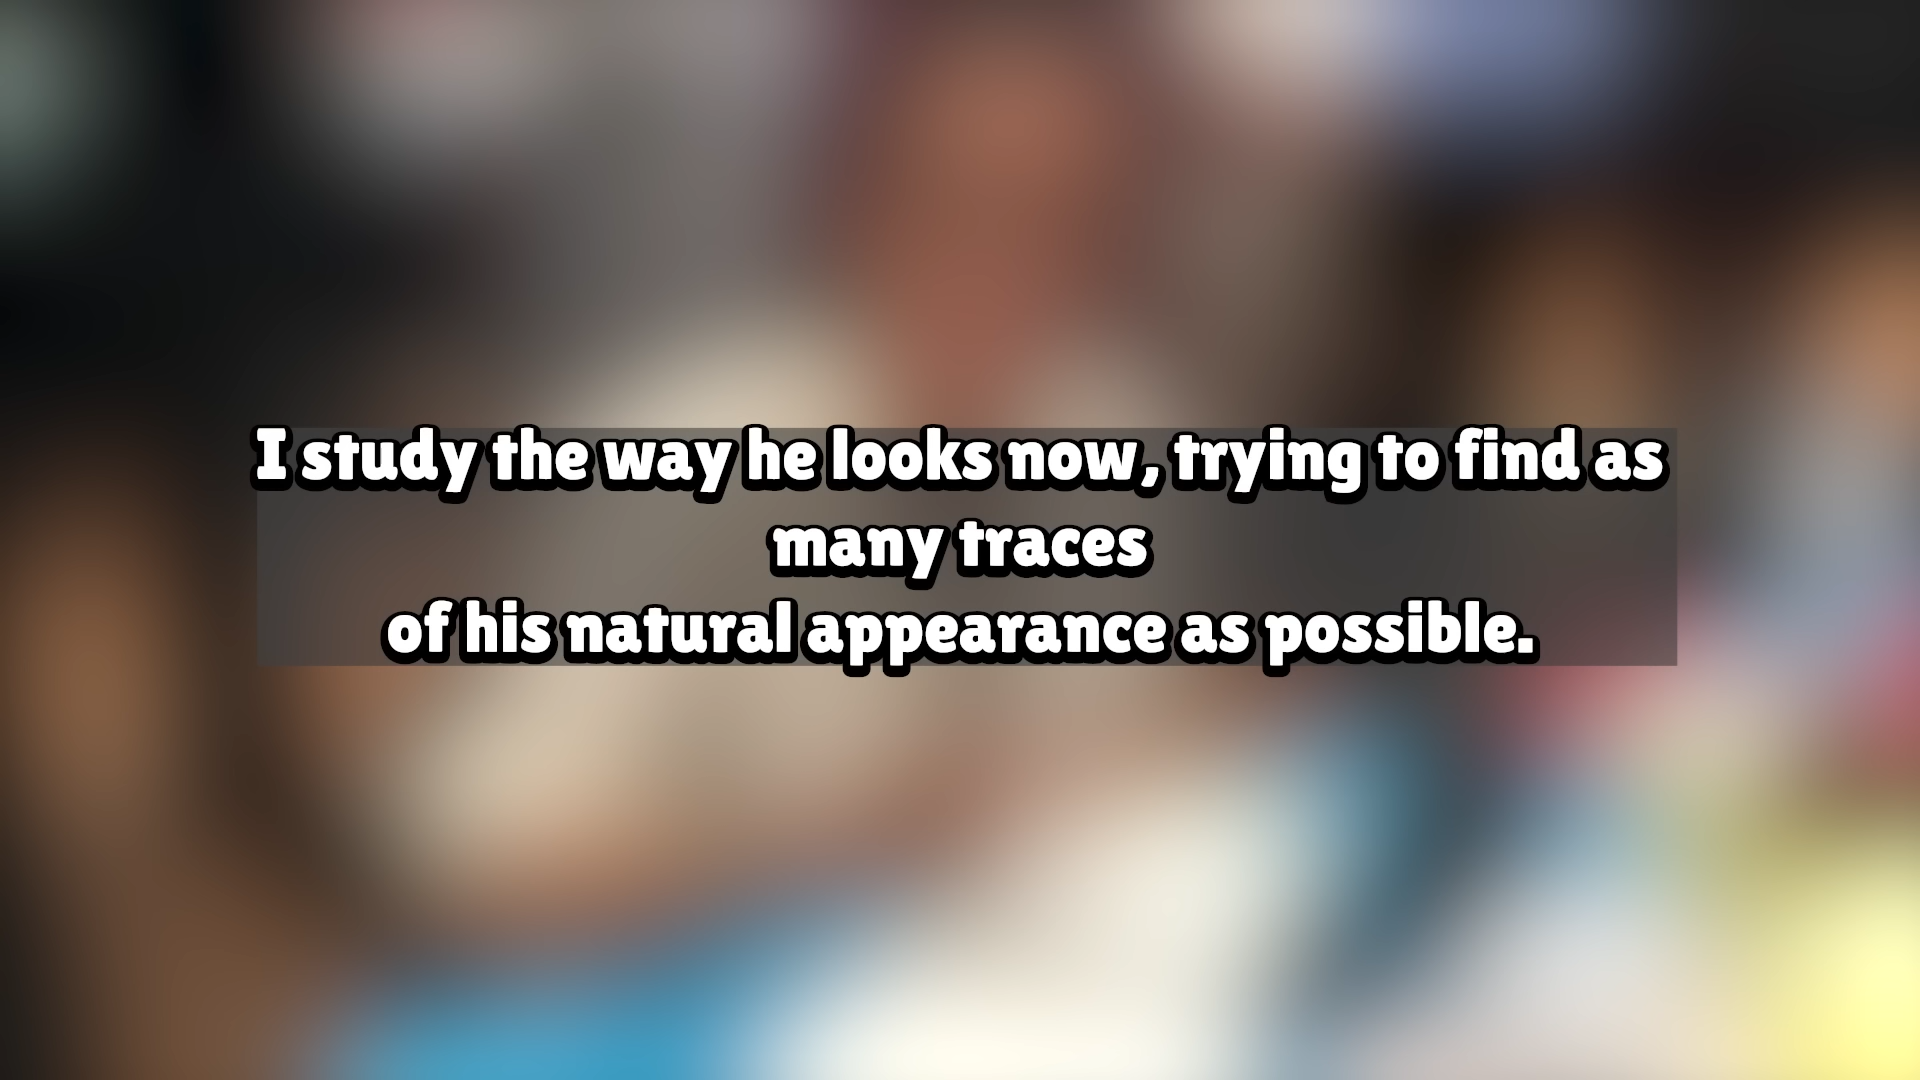 I study the way he looks now, trying to find as
many traces
of his natural appearance as possible.